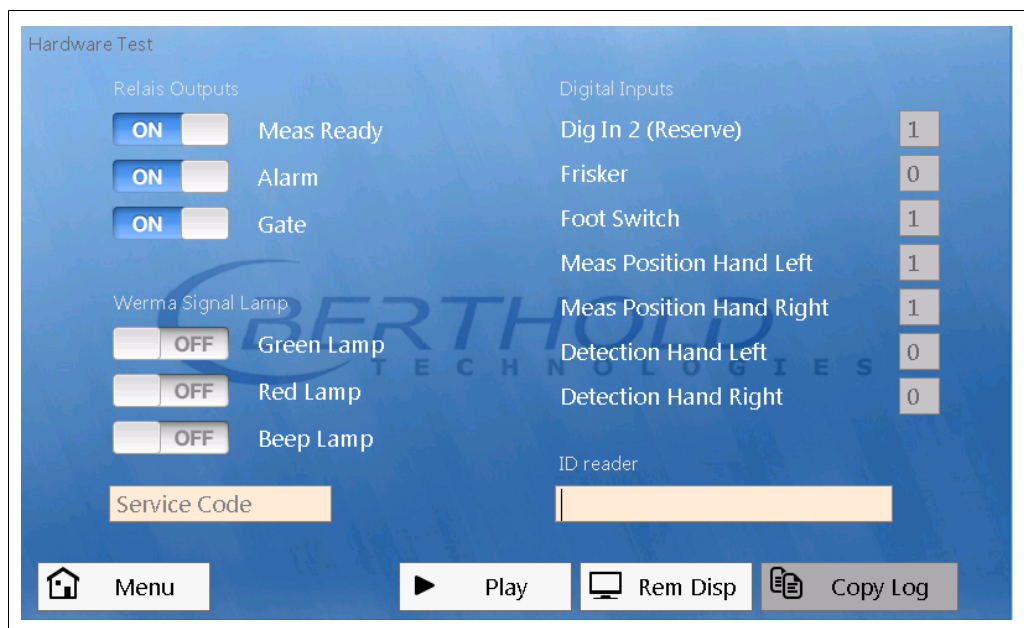 Hardware Test
Relais Outputs
ON Meas Ready
ON Alarm
ON Gate
Werma Signal Lamp
OFF Green Lamp
OFF Red Lamp
OFF Beep Lamp
Service Code
Digital Inputs
Dig In 2 (Reserve) 1
Frisker 0
Foot Switch 1
Meas Position Hand Left 1
Meas Position Hand Right 1
Detection Hand Left 0
Detection Hand Right 0
ID reader
BERTHOLD
TECHNOLOGIES
Menu Play Rem Disp Copy Log